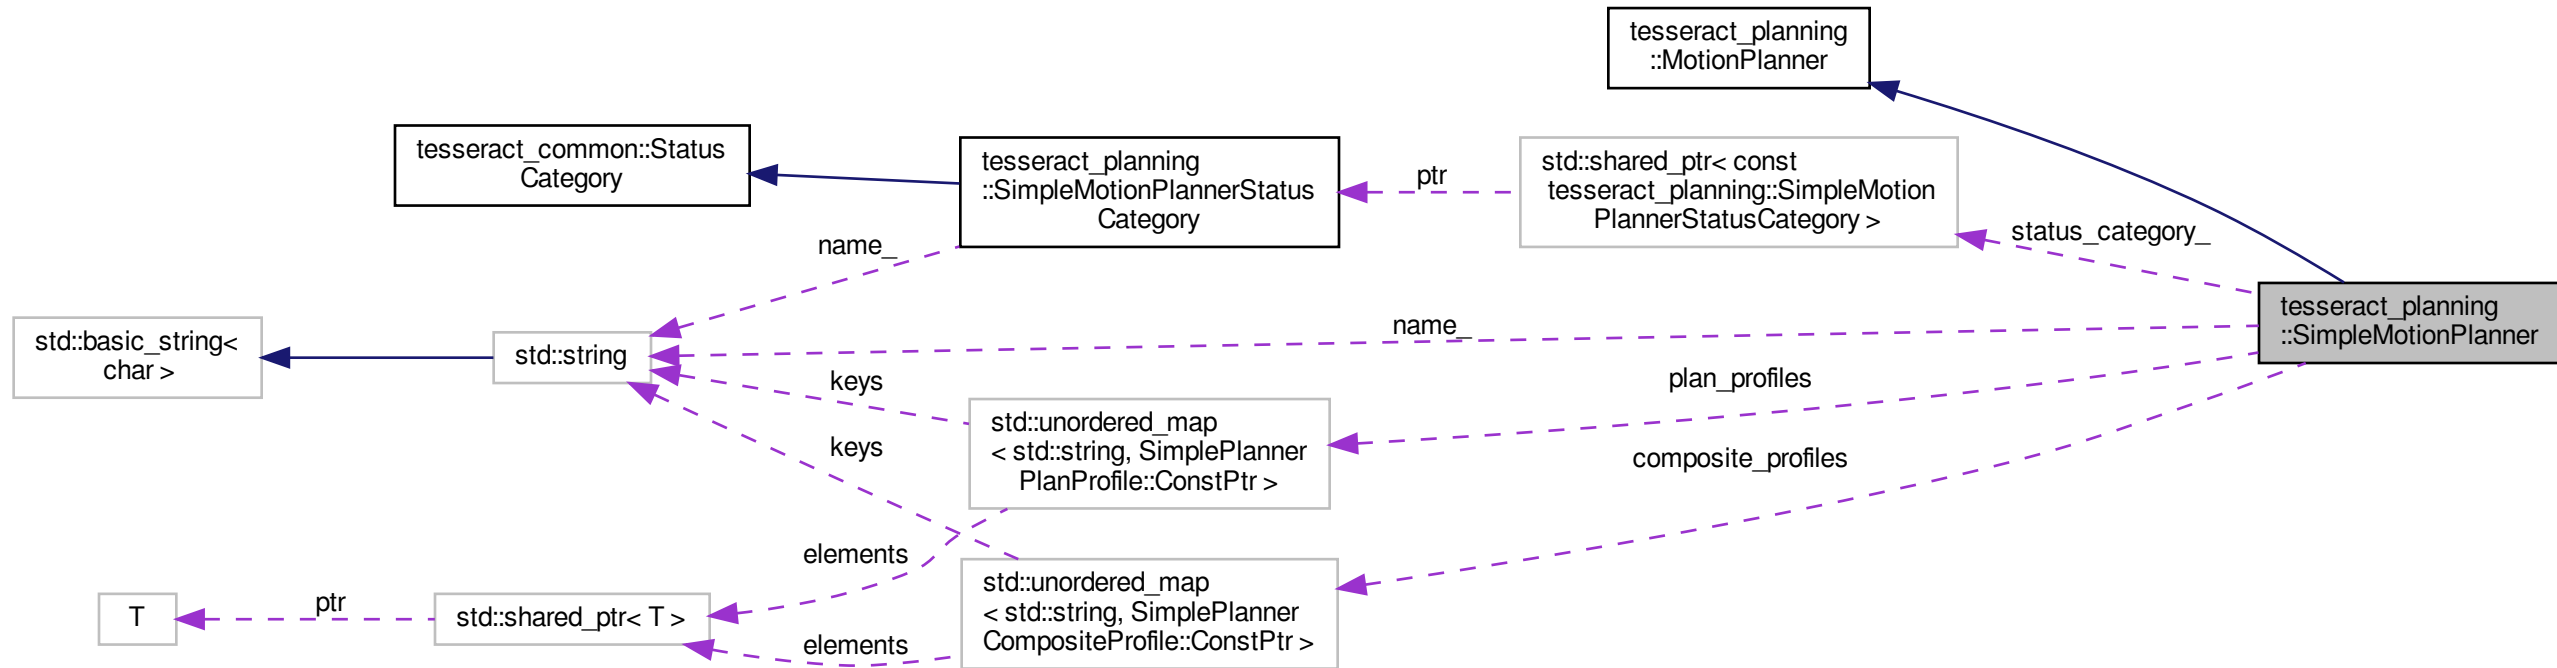 tesseract_planning
::MotionPlanner
tesseract_common::Status
Category
tesseract_planning
::SimpleMotionPlannerStatus
Category
ptr
std::shared_ptr< const
tesseract_planning::SimpleMotion
PlannerStatusCategory >
status_category_
name_
tesseract_planning
::SimpleMotionPlanner
std::basic_string<
char >
std::string
name_
keys
plan_profiles
std::unordered_map
< std::string, SimplePlanner
PlanProfile::ConstPtr >
keys
composite_profiles
elements
std::unordered_map
< std::string, SimplePlanner
CompositeProfile::ConstPtr >
T
ptr
std::shared_ptr< T >
elements